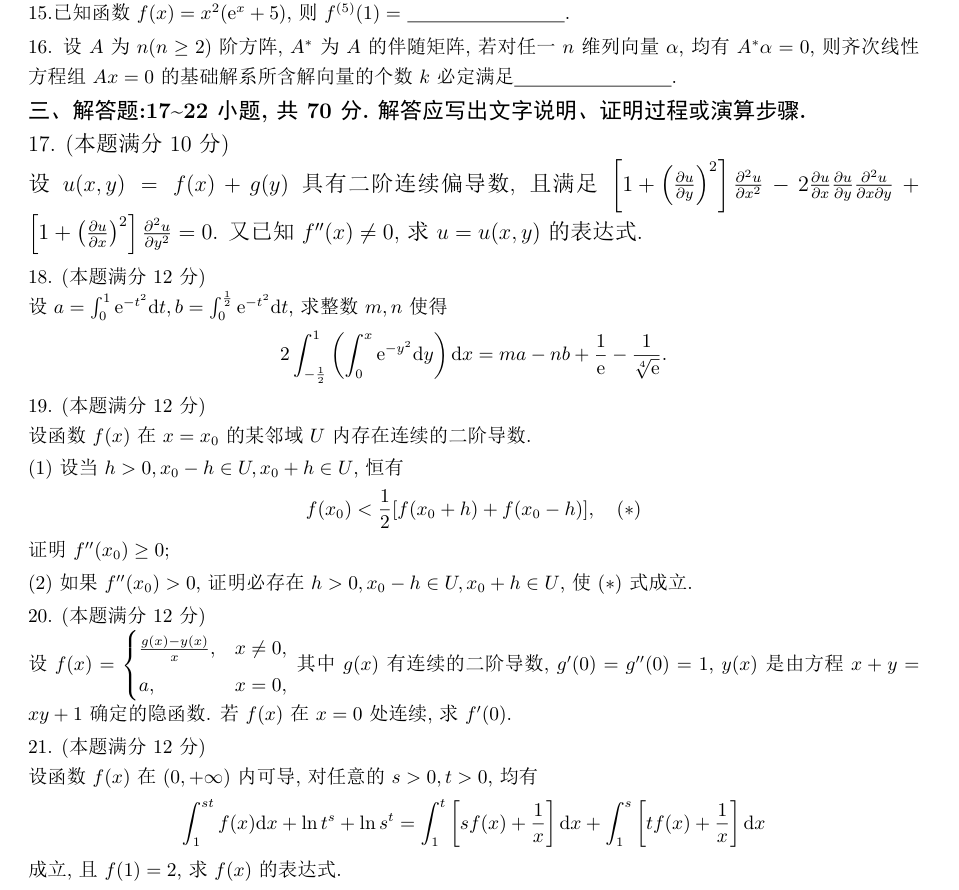 15.已知函数 f(x) = x²(eˣ + 5), 则 f⁽⁵⁾(1) = ________________.
16. 设 A 为 n(n ≥ 2) 阶方阵, A* 为 A 的伴随矩阵, 若对任一 n 维列向量 α, 均有 A*α = 0, 则齐次线性
方程组 Ax = 0 的基础解系所含解向量的个数 k 必定满足________________.
三、解答题:17~22 小题, 共 70 分. 解答应写出文字说明、证明过程或演算步骤.
17. (本题满分 10 分)
设 u(x, y) = f(x) + g(y) 具有二阶连续偏导数, 且满足 [1 + (∂u/∂y)²] ∂²u/∂x² − 2 ∂u/∂x ∂u/∂y ∂²u/∂x∂y +
[1 + (∂u/∂x)²] ∂²u/∂y² = 0. 又已知 f″(x) ≠ 0, 求 u = u(x, y) 的表达式.
18. (本题满分 12 分)
设 a = ∫₀¹ e^{−t²}dt, b = ∫₀^{1/2} e^{−t²}dt, 求整数 m, n 使得
2 ∫_{−1/2}^{1} (∫₀ˣ e^{−y²}dy) dx = ma − nb + 1/e − 1/⁴√e.
19. (本题满分 12 分)
设函数 f(x) 在 x = x₀ 的某邻域 U 内存在连续的二阶导数.
(1) 设当 h > 0, x₀ − h ∈ U, x₀ + h ∈ U, 恒有
f(x₀) < 1/2[f(x₀ + h) + f(x₀ − h)], (∗)
证明 f″(x₀) ≥ 0;
(2) 如果 f″(x₀) > 0, 证明必存在 h > 0, x₀ − h ∈ U, x₀ + h ∈ U, 使 (∗) 式成立.
20. (本题满分 12 分)
设 f(x) = { (g(x)−y(x))/x, x ≠ 0, a, x = 0, 其中 g(x) 有连续的二阶导数, g′(0) = g″(0) = 1, y(x) 是由方程 x + y =
xy + 1 确定的隐函数. 若 f(x) 在 x = 0 处连续, 求 f′(0).
21. (本题满分 12 分)
设函数 f(x) 在 (0, +∞) 内可导, 对任意的 s > 0, t > 0, 均有
∫₁^{st} f(x)dx + ln tˢ + ln sᵗ = ∫₁ᵗ [sf(x) + 1/x] dx + ∫₁ˢ [tf(x) + 1/x] dx
成立, 且 f(1) = 2, 求 f(x) 的表达式.